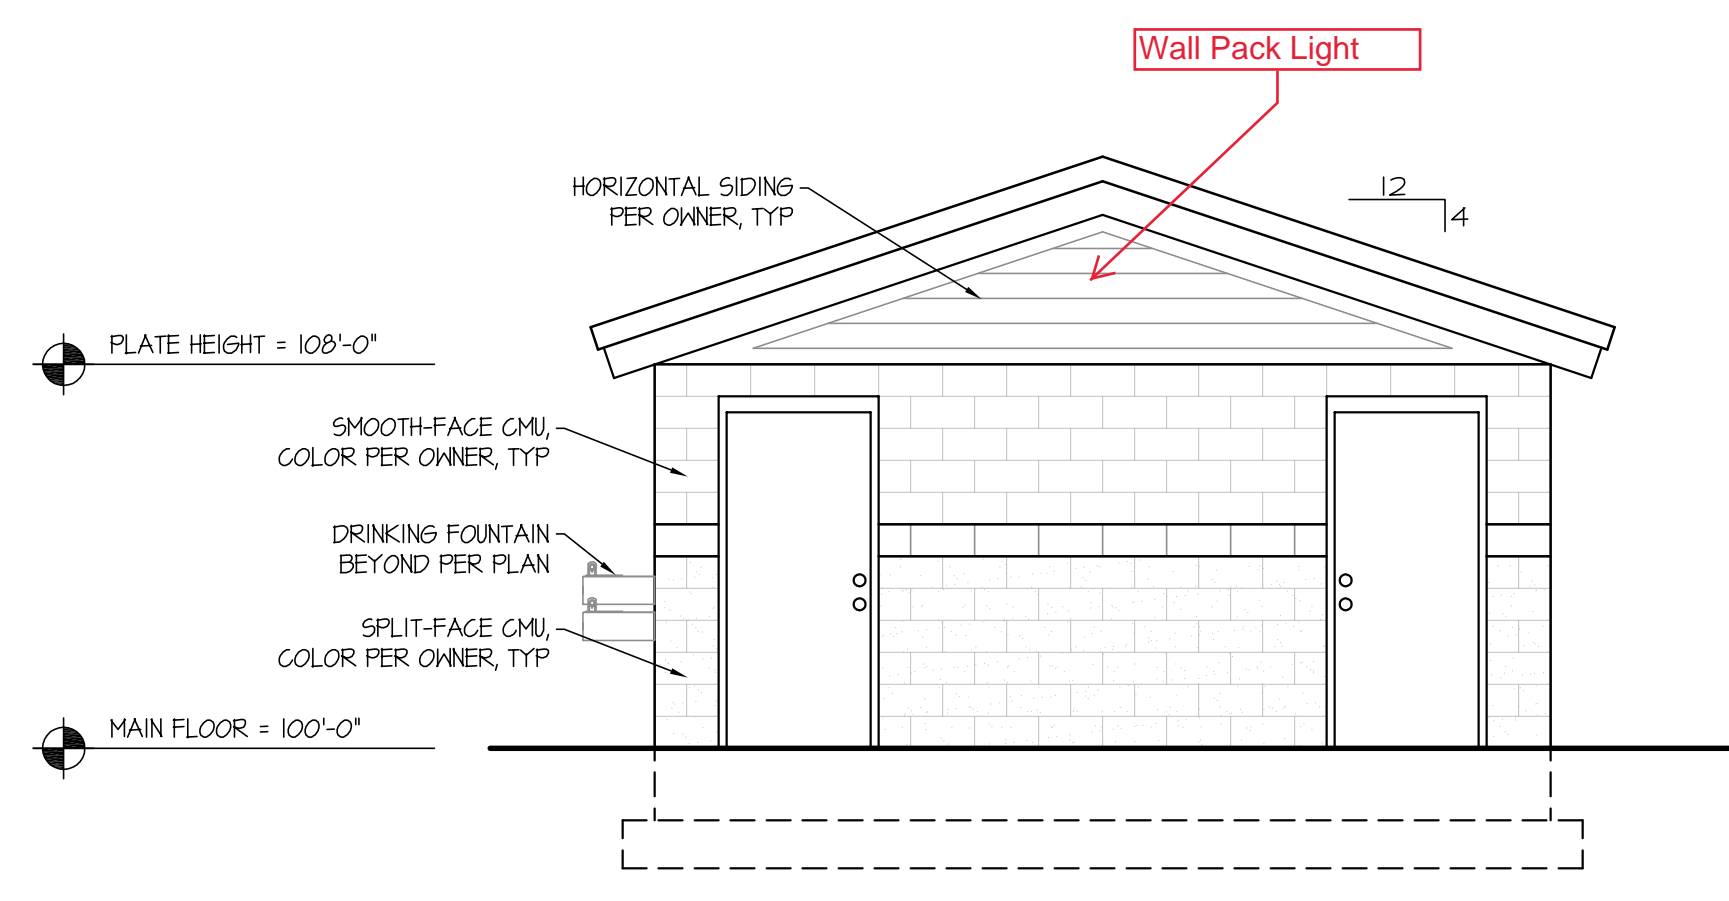 Wall Pack Light
HORIZONTAL SIDING
PER OWNER, TYP
12
4
PLATE HEIGHT = 108'-0"
SMOOTH-FACE CMU,
COLOR PER OWNER, TYP
DRINKING FOUNTAIN
BEYOND PER PLAN
SPLIT-FACE CMU,
COLOR PER OWNER, TYP
MAIN FLOOR = 100'-0"